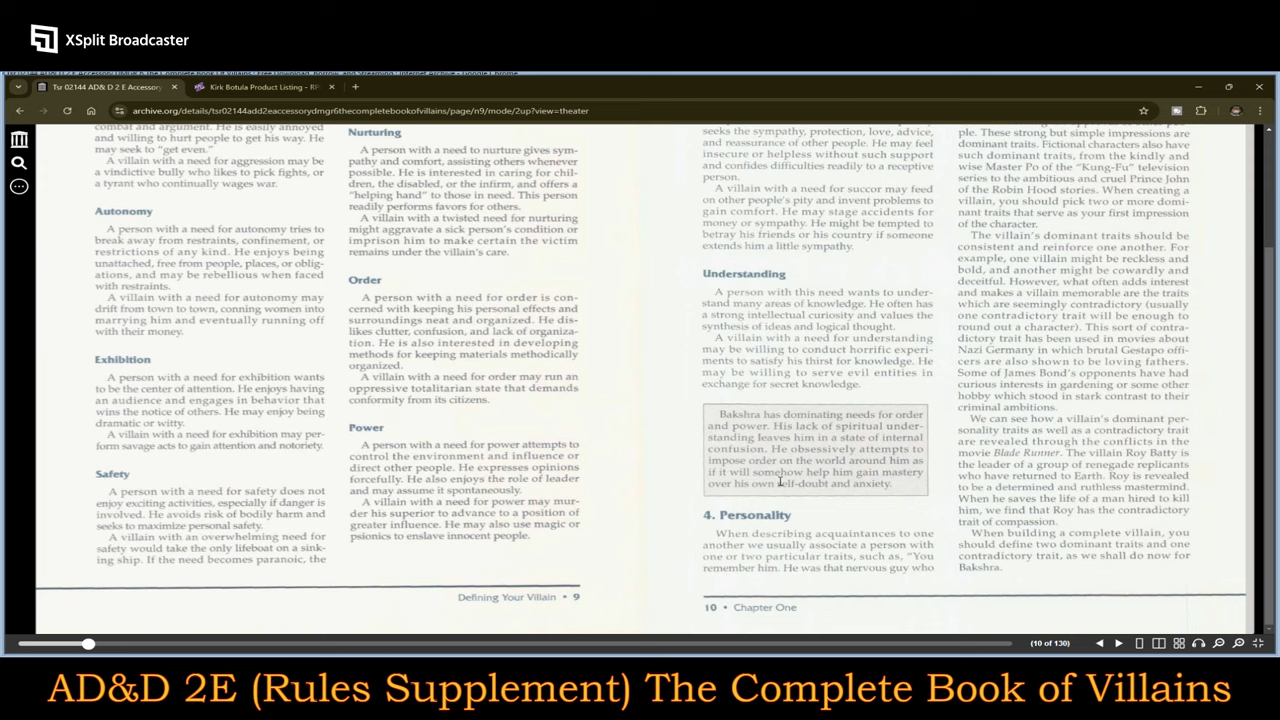 XSplit Broadcaster
Tsr 02144 AD& D 2 E Accessory
Kirk Botula Product Listing - RP
archive.org/details/tsr02144add2eaccessorydmgr6thecompletebookofvillains/page/n9/mode/2up?view=theater
combat and argument. He is easily annoyed
and willing to hurt people to get his way. He
may seek to "get even."
A villain with a need for aggression may be
a vindictive bully who likes to pick fights, or
a tyrant who continually wages war.
Autonomy
A person with a need for autonomy tries to
break away from restraints, confinement, or
restrictions of any kind. He enjoys being
unattached, free from people, places, or oblig-
ations, and may be rebellious when faced
with restraints.
A villain with a need for autonomy may
drift from town to town, conning women into
marrying him and eventually running off
with their money.
Exhibition
A person with a need for exhibition wants
to be the center of attention. He enjoys having
an audience and engages in behavior that
wins the notice of others. He may enjoy being
dramatic or witty.
A villain with a need for exhibition may per-
form savage acts to gain attention and notoriety.
Safety
A person with a need for safety does not
enjoy exciting activities, especially if danger is
involved. He avoids risk of bodily harm and
seeks to maximize personal safety.
A villain with an overwhelming need for
safety would take the only lifeboat on a sink-
ing ship. If the need becomes paranoic, the
Nurturing
A person with a need to nurture gives sym-
pathy and comfort, assisting others whenever
possible. He is interested in caring for chil-
dren, the disabled, or the infirm, and offers a
"helping hand" to those in need. This person
readily performs favors for others.
A villain with a twisted need for nurturing
might aggravate a sick person's condition or
imprison him to make certain the victim
remains under the villain's care.
Order
A person with a need for order is con-
cerned with keeping his personal effects and
surroundings neat and organized. He dis-
likes clutter, confusion, and lack of organiza-
tion. He is also interested in developing
methods for keeping materials methodically
organized.
A villain with a need for order may run an
oppressive totalitarian state that demands
conformity from its citizens.
Power
A person with a need for power attempts to
control the environment and influence or
direct other people. He expresses opinions
forcefully. He also enjoys the role of leader
and may assume it spontaneously.
A villain with a need for power may mur-
der his superior to advance to a position of
greater influence. He may also use magic or
psionics to enslave innocent people.
Defining Your Villain • 9
seeks the sympathy, protection, love, advice,
and reassurance of other people. He may feel
insecure or helpless without such support
and confides difficulties readily to a receptive
person.
A villain with a need for succor may feed
on other people's pity and invent problems to
gain comfort. He may stage accidents for
money or sympathy. He might be tempted to
betray his friends or his country if someone
extends him a little sympathy.
Understanding
A person with this need wants to under-
stand many areas of knowledge. He often has
a strong intellectual curiosity and values the
synthesis of ideas and logical thought.
A villain with a need for understanding
may be willing to conduct horrific experi-
ments to satisfy his thirst for knowledge. He
may be willing to serve evil entities in
exchange for secret knowledge.
Bakshra has dominating needs for order
and power. His lack of spiritual under-
standing leaves him in a state of internal
confusion. He obsessively attempts to
impose order on the world around him as
if it will somehow help him gain mastery
over his own self-doubt and anxiety.
4. Personality
When describing acquaintances to one
another we usually associate a person with
one or two particular traits, such as, "You
remember him. He was that nervous guy who
10 • Chapter One
ple. These strong but simple impressions are
dominant traits. Fictional characters also have
such dominant traits, from the kindly and
wise Master Po of the "Kung-Fu" television
series to the ambitious and cruel Prince John
of the Robin Hood stories. When creating a
villain, you should pick two or more domi-
nant traits that serve as your first impression
of the character.
The villain's dominant traits should be
consistent and reinforce one another. For
example, one villain might be reckless and
bold, and another might be cowardly and
deceitful. However, what often adds interest
and makes a villain memorable are the traits
which are seemingly contradictory (usually
one contradictory trait will be enough to
round out a character). This sort of contra-
dictory trait has been used in movies about
Nazi Germany in which brutal Gestapo offi-
cers are also shown to be loving fathers.
Some of James Bond's opponents have had
curious interests in gardening or some other
hobby which stood in stark contrast to their
criminal ambitions.
We can see how a villain's dominant per-
sonality traits as well as a contradictory trait
are revealed through the conflicts in the
movie Blade Runner. The villain Roy Batty is
the leader of a group of renegade replicants
who have returned to Earth. Roy is revealed
to be a determined and ruthless mastermind.
When he saves the life of a man hired to kill
him, we find that Roy has the contradictory
trait of compassion.
When building a complete villain, you
should define two dominant traits and one
contradictory trait, as we shall do now for
Bakshra.
(10 of 130)
AD&D 2E (Rules Supplement) The Complete Book of Villains